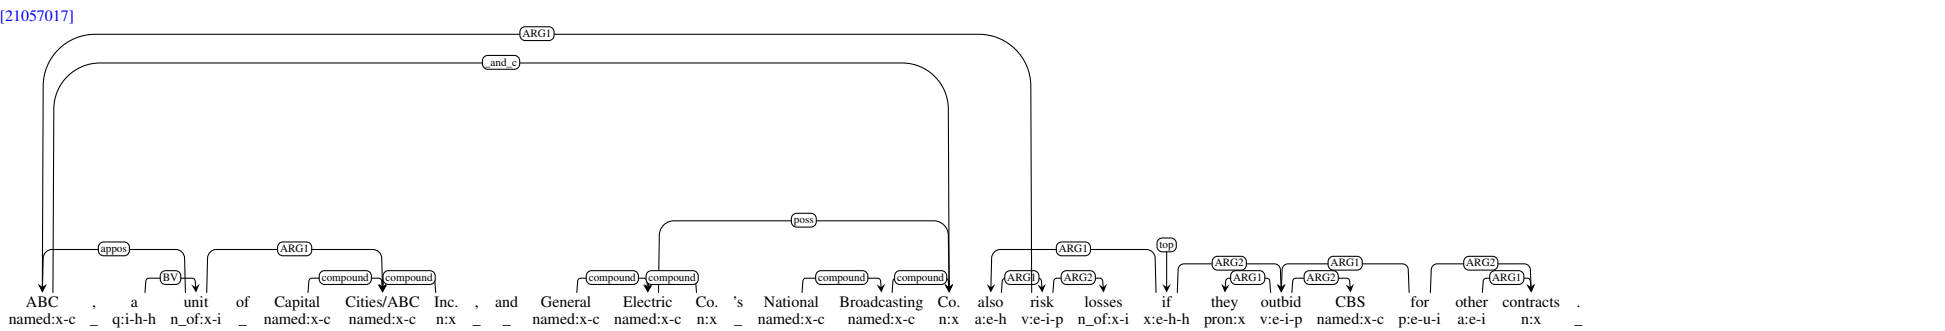 [21057017]
ARG1
_and_c
poss
top
appos ARG1 ARG1
ARG2 ARG1 ARG2
BV compound compound compound compound compound compound ARG1 ARG2 ARG1 ARG2 ARG1
ABC , a unit of Capital Cities/ABC Inc. , and General Electric Co. 's National Broadcasting Co. also risk losses if they outbid CBS for other contracts .
named:x-c _ q:i-h-h n_of:x-i _ named:x-c named:x-c n:x _ _ named:x-c named:x-c n:x _ named:x-c named:x-c n:x a:e-h v:e-i-p n_of:x-i x:e-h-h pron:x v:e-i-p named:x-c p:e-u-i a:e-i n:x _